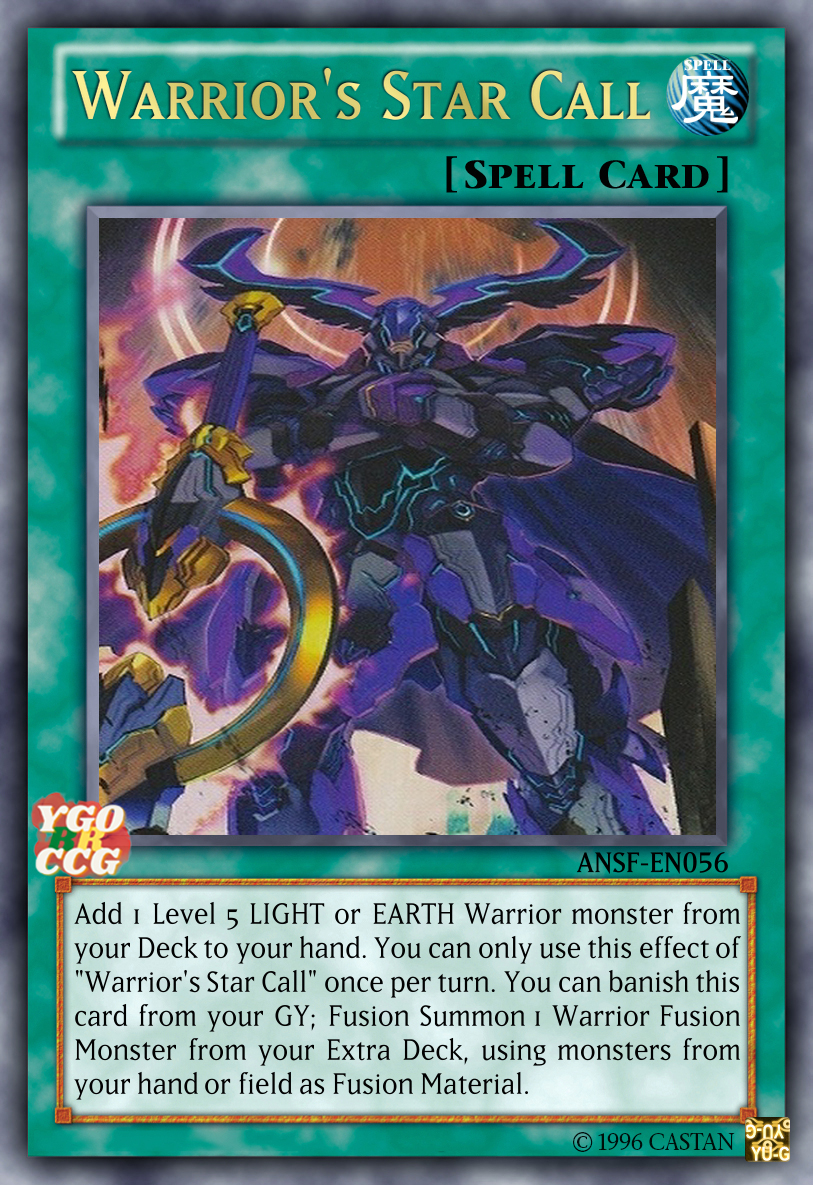 WARRIOR'S STAR CALL
SPELL
魔
[SPELL CARD]
YGO
RR
CCG
ANSF-EN056
Add 1 Level 5 LIGHT or EARTH Warrior monster from
your Deck to your hand. You can only use this effect of
"Warrior's Star Call" once per turn. You can banish this
card from your GY; Fusion Summon 1 Warrior Fusion
Monster from your Extra Deck, using monsters from
your hand or field as Fusion Material.
© 1996 CASTAN
YU-G